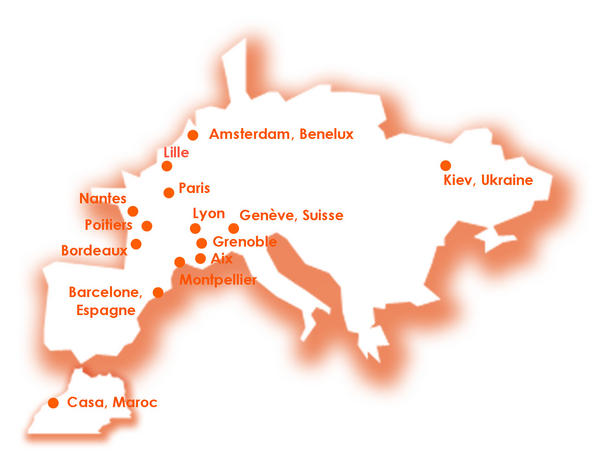 Amsterdam, Benelux
Lille
Kiev, Ukraine
Paris
Nantes
Lyon
Genève, Suisse
Poitiers
Grenoble
Bordeaux
Aix
Montpellier
Barcelone,
Espagne
Casa, Maroc